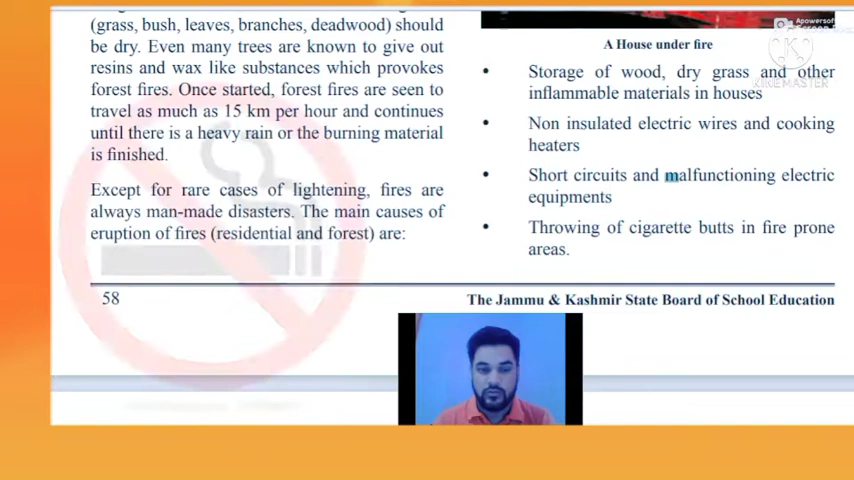 (grass, bush, leaves, branches, deadwood) should
be dry. Even many trees are known to give out
resins and wax like substances which provokes
forest fires. Once started, forest fires are seen to
travel as much as 15 km per hour and continues
until there is a heavy rain or the burning material
is finished.
Except for rare cases of lightening, fires are
always man-made disasters. The main causes of
eruption of fires (residential and forest) are:
A House under fire
• Storage of wood, dry grass and other
inflammable materials in houses
• Non insulated electric wires and cooking
heaters
• Short circuits and malfunctioning electric
equipments
• Throwing of cigarette butts in fire prone
areas.
58
The Jammu & Kashmir State Board of School Education
KINEMASTER